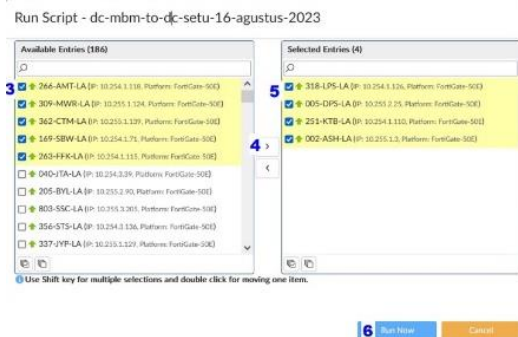 Run Script - dc-mbm-to-dc-setu-16-agustus-2023
Available Entries (186)
3
266-AMT-LA (IP: 10.254.1.118, Platform: FortiGate-50E)
309-MWR-LA (IP: 10.255.1.124, Platform: FortiGate-50E)
362-CTM-LA (IP: 10.251.1.139, Platform: FortiGate-50E)
169-SBW-LA (IP: 10.254.1.71, Platform: FortiGate-50E)
263-FFK-LA (IP: 10.254.1.115, Platform: FortiGate-50E)
040-JTA-LA (IP: 10.254.3.39, Platform: FortiGate-50E)
205-BYL-LA (IP: 10.255.2.90, Platform: FortiGate-50E)
803-SSC-LA (IP: 10.255.3.205, Platform: FortiGate-50E)
356-STS-LA (IP: 10.254.3.136, Platform: FortiGate-50E)
337-JYP-LA (IP: 10.255.1.129, Platform: FortiGate-50E)
4 >
<
Selected Entries (4)
5
318-LPS-LA (IP: 10.254.1.126, Platform: FortiGate-50E)
005-DPS-LA (IP: 10.255.2.25, Platform: FortiGate-50E)
251-KTB-LA (IP: 10.254.1.110, Platform: FortiGate-50E)
002-ASH-LA (IP: 10.255.1.3, Platform: FortiGate-50E)
Use Shift key for multiple selections and double click for moving one item.
6 Run Now
Cancel